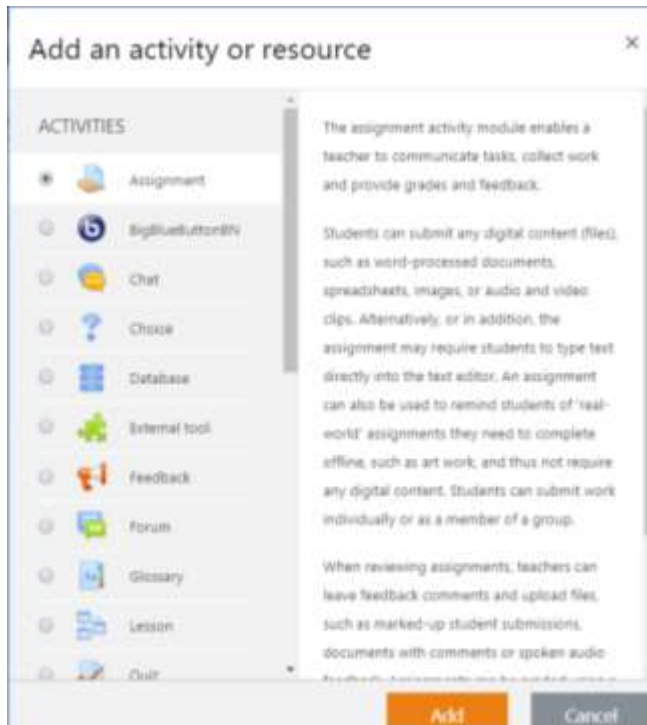 Add an activity or resource
×
ACTIVITIES
Assignment
BigBlueButtonBN
Chat
Choice
Database
External tool
Feedback
Forum
Glossary
Lesson
Quiz
The assignment activity module enables a
teacher to communicate tasks, collect work
and provide grades and feedback.
Students can submit any digital content (files),
such as word-processed documents,
spreadsheets, images, or audio and video
clips. Alternatively, or in addition, the
assignment may require students to type text
directly into the text editor. An assignment
can also be used to remind students of 'real-
world' assignments they need to complete
offline, such as art work, and thus not require
any digital content. Students can submit work
individually or as a member of a group.
When reviewing assignments, teachers can
leave feedback comments and upload files,
such as marked-up student submissions,
documents with comments or spoken audio
Add
Cancel